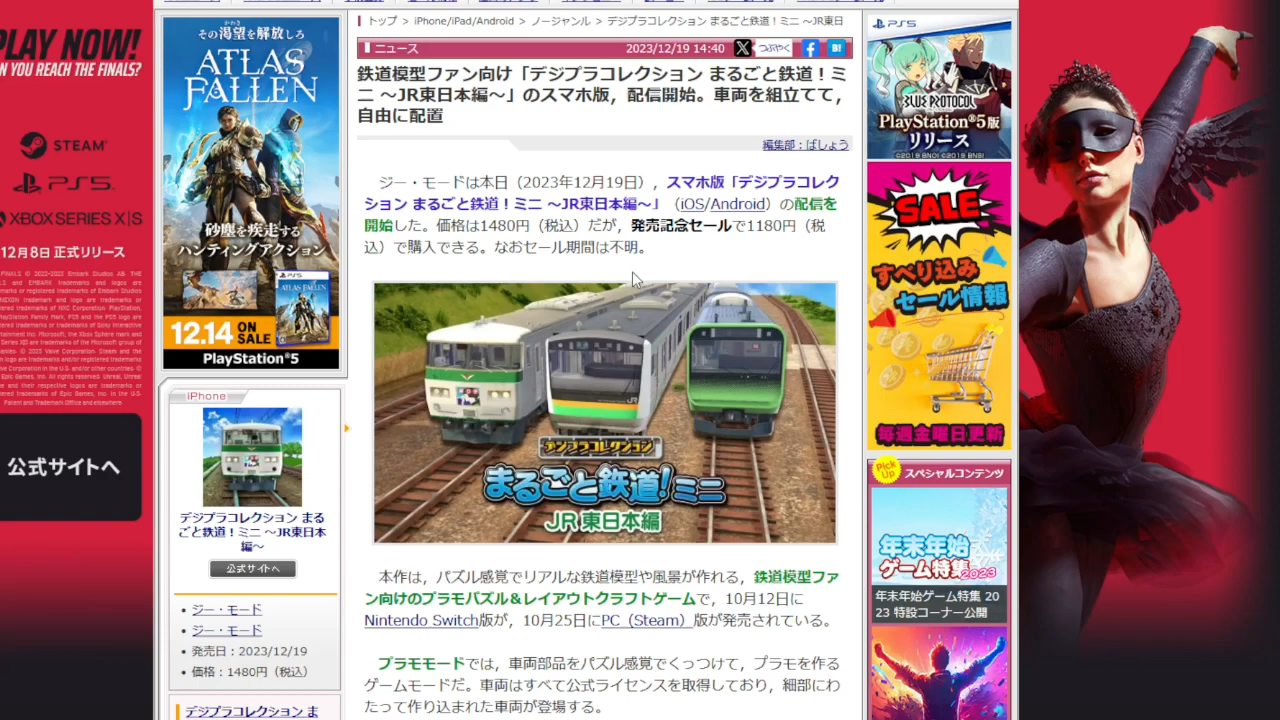 PLAY NOW!
N YOU REACH THE FINALS?
STEAM
PS5
XBOX SERIES X|S
12月8日 正式リリース
公式サイトへ
かわき
その渇望を解放しろ
ATLAS
FALLEN
砂塵を疾走する
ハンティングアクション
12.14 ON SALE
PlayStation®5
iPhone
デジプラコレクション まる
ごと鉄道！ミニ ～JR東日本
編～
公式サイトへ
ジー・モード
ジー・モード
発売日：2023/12/19
価格：1480円（税込）
デジプラコレクション ま
トップ > iPhone/iPad/Android > ノージャンル > デジプラコレクション まるごと鉄道！ミニ ～JR東日
ニュース
2023/12/19 14:40
つぶやく
B!
鉄道模型ファン向け「デジプラコレクション まるごと鉄道！ミ
ニ ～JR東日本編～」のスマホ版，配信開始。車両を組立てて，
自由に配置
編集部：ばしょう
ジー・モードは本日（2023年12月19日），スマホ版「デジプラコレク
ション まるごと鉄道！ミニ ～JR東日本編～」（iOS/Android）の配信を
開始した。価格は1480円（税込）だが，発売記念セールで1180円（税
込）で購入できる。なおセール期間は不明。
デジプラコレクション
まるごと鉄道!ミニ
JR東日本編
本作は，パズル感覚でリアルな鉄道模型や風景が作れる，鉄道模型ファ
ン向けのプラモパズル＆レイアウトクラフトゲームで，10月12日に
Nintendo Switch版が，10月25日にPC（Steam）版が発売されている。
プラモモードでは，車両部品をパズル感覚でくっつけて，プラモを作る
ゲームモードだ。車両はすべて公式ライセンスを取得しており，細部にわ
たって作り込まれた車両が登場する。
PS5
BLUE PROTOCOL
PlayStation®5版
リリース
©2019 BNOI ©2019 BNSI
SALE
すべり込み
セール情報
毎週金曜日更新
Pick Up
スペシャルコンテンツ
年末年始
ゲーム特集2023
年末年始ゲーム特集 20
23 特設コーナー公開